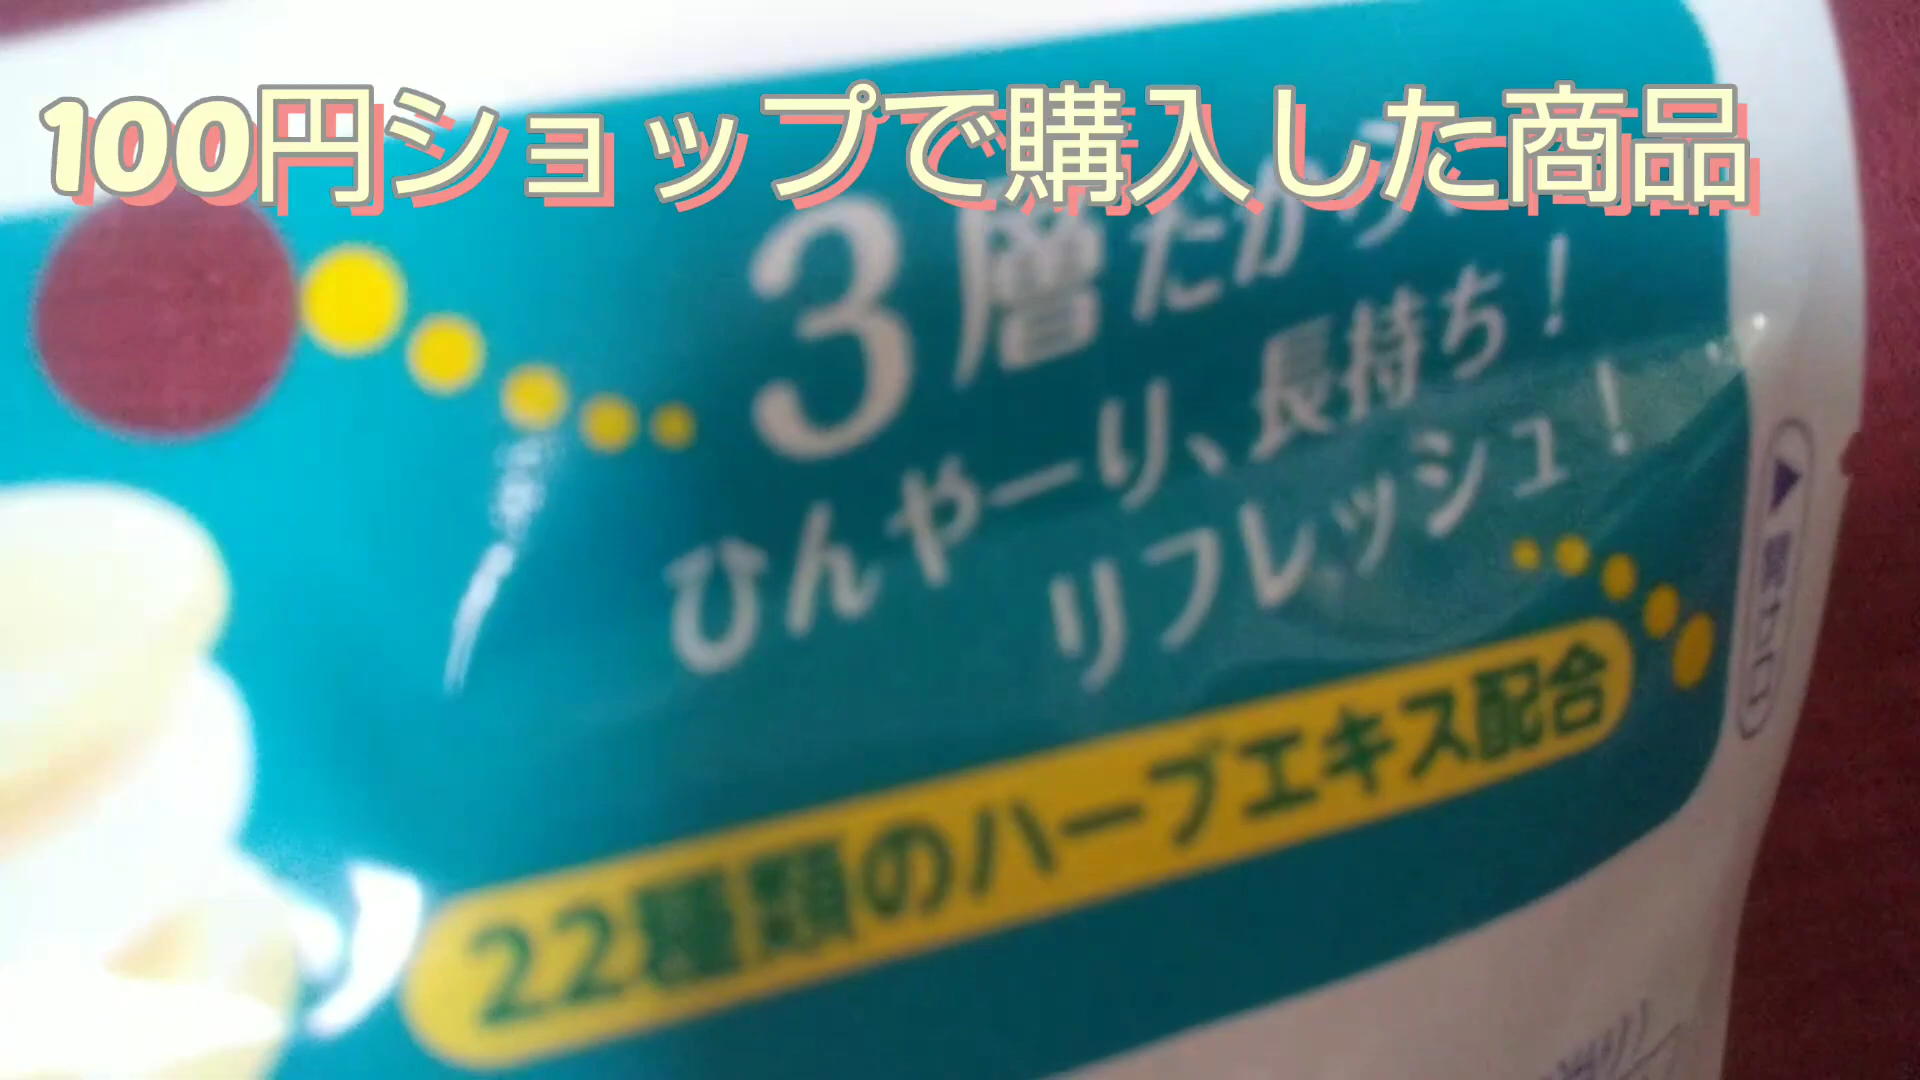 100円ショップで購入した商品
3層だから、
ひんやーり、長持ち!
リフレッシュ!
22種類のハーブエキス配合